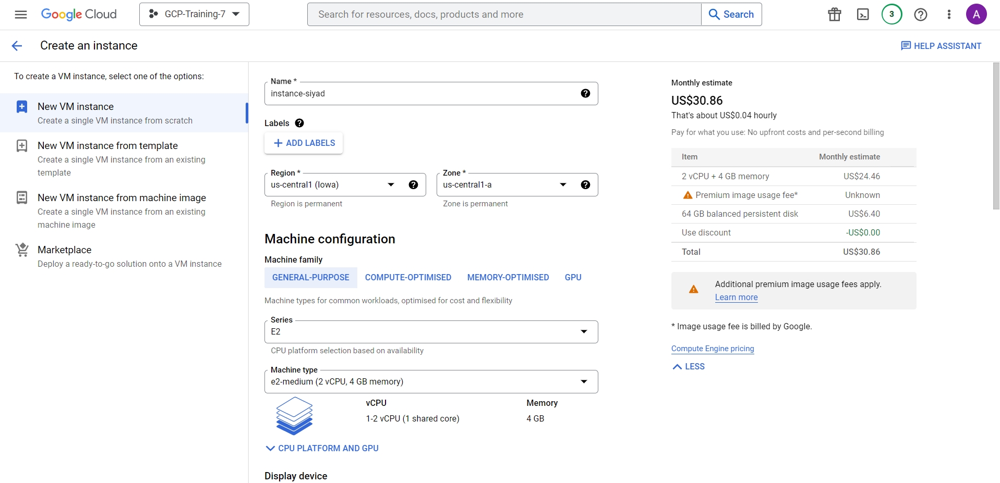 Google Cloud
GCP-Training-7
Search for resources, docs, products and more
Search
3
A
Create an instance
HELP ASSISTANT
To create a VM instance, select one of the options:
New VM instance
Create a single VM instance from scratch
New VM instance from template
Create a single VM instance from an existing
template
New VM instance from machine image
Create a single VM instance from an existing
machine image
Marketplace
Deploy a ready-to-go solution onto a VM instance
Name *
instance-siyad
Labels
ADD LABELS
Region *
us-central1 (Iowa)
Region is permanent
Zone *
us-central1-a
Zone is permanent
Machine configuration
Machine family
GENERAL-PURPOSE
COMPUTE-OPTIMISED
MEMORY-OPTIMISED
GPU
Machine types for common workloads, optimised for cost and flexibility
Series
E2
CPU platform selection based on availability
Machine type
e2-medium (2 vCPU, 4 GB memory)
vCPU
1-2 vCPU (1 shared core)
Memory
4 GB
CPU PLATFORM AND GPU
Display device
Monthly estimate
US$30.86
That's about US$0.04 hourly
Pay for what you use: No upfront costs and per-second billing
Item Monthly estimate
2 vCPU + 4 GB memory US$24.46
Premium image usage fee* Unknown
64 GB balanced persistent disk US$6.40
Use discount -US$0.00
Total US$30.86
Additional premium image usage fees apply.
Learn more
* Image usage fee is billed by Google.
Compute Engine pricing
LESS